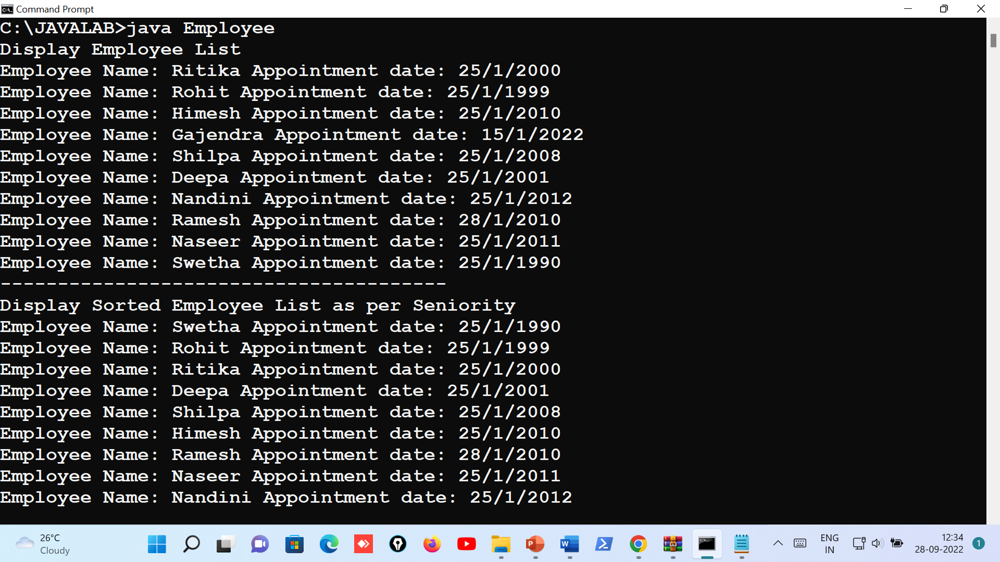 Command Prompt
C:\JAVALAB>java Employee
Display Employee List
Employee Name: Ritika Appointment date: 25/1/2000
Employee Name: Rohit Appointment date: 25/1/1999
Employee Name: Himesh Appointment date: 25/1/2010
Employee Name: Gajendra Appointment date: 15/1/2022
Employee Name: Shilpa Appointment date: 25/1/2008
Employee Name: Deepa Appointment date: 25/1/2001
Employee Name: Nandini Appointment date: 25/1/2012
Employee Name: Ramesh Appointment date: 28/1/2010
Employee Name: Naseer Appointment date: 25/1/2011
Employee Name: Swetha Appointment date: 25/1/1990
---------------------------------------
Display Sorted Employee List as per Seniority
Employee Name: Swetha Appointment date: 25/1/1990
Employee Name: Rohit Appointment date: 25/1/1999
Employee Name: Ritika Appointment date: 25/1/2000
Employee Name: Deepa Appointment date: 25/1/2001
Employee Name: Shilpa Appointment date: 25/1/2008
Employee Name: Himesh Appointment date: 25/1/2010
Employee Name: Ramesh Appointment date: 28/1/2010
Employee Name: Naseer Appointment date: 25/1/2011
Employee Name: Nandini Appointment date: 25/1/2012
26°C
Cloudy
ENG
IN
12:34
28-09-2022
1